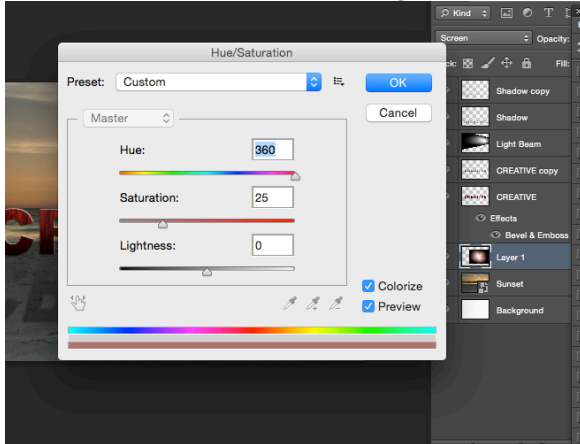 Kind
T
Screen
Opacity:
Fill:
Hue/Saturation
Preset: Custom
OK
Cancel
Master
Hue: 360
Saturation: 25
Lightness: 0
Colorize
Preview
Shadow copy
Shadow
Light Beam
CREATIVE copy
CREATIVE
Effects
Bevel & Emboss
Layer 1
Sunset
Background